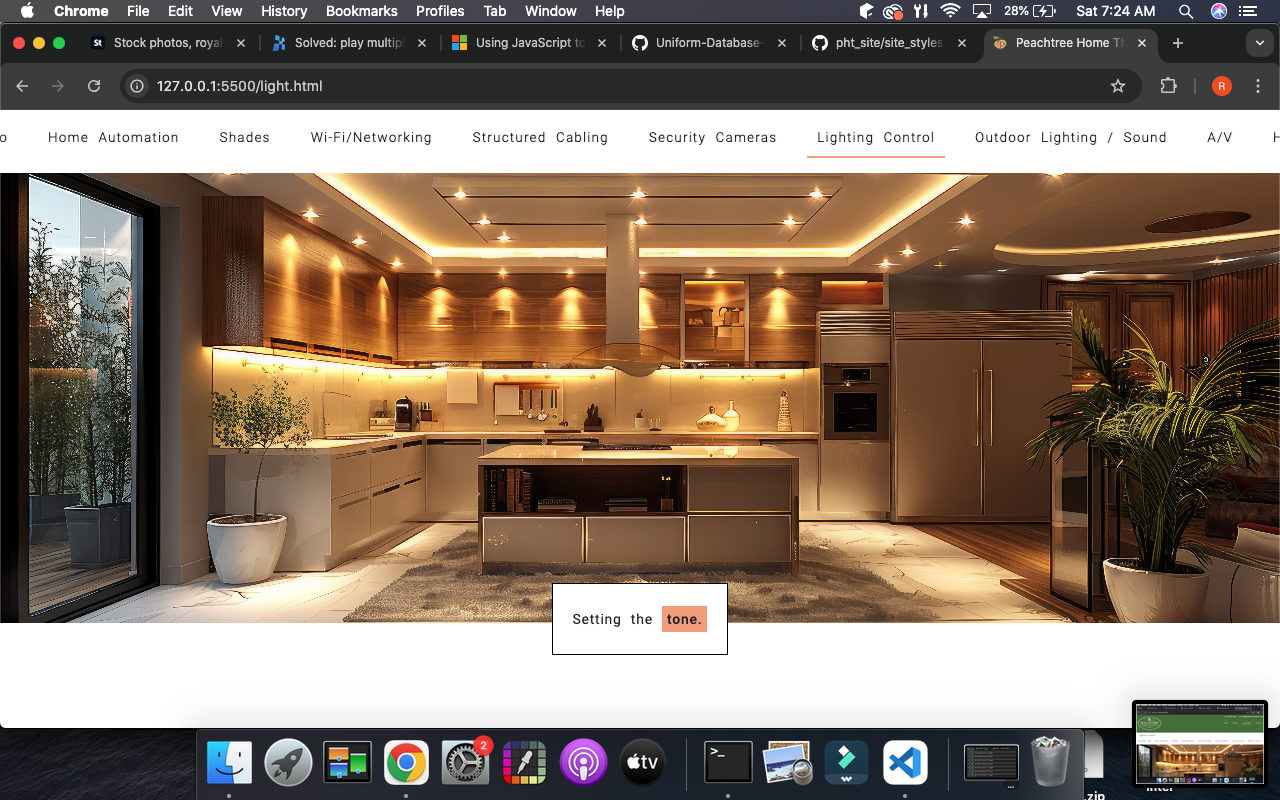 Chrome File Edit View History Bookmarks Profiles Tab Window Help 28% Sat 7:24 AM
St Stock photos, royal Solved: play multipl Using JavaScript to Uniform-Database- pht_site/site_styles Peachtree Home Th
127.0.0.1:5500/light.html R
o Home Automation Shades Wi-Fi/Networking Structured Cabling Security Cameras Lighting Control Outdoor Lighting / Sound A/V H
Setting the tone.
2
tv
>_
.zip